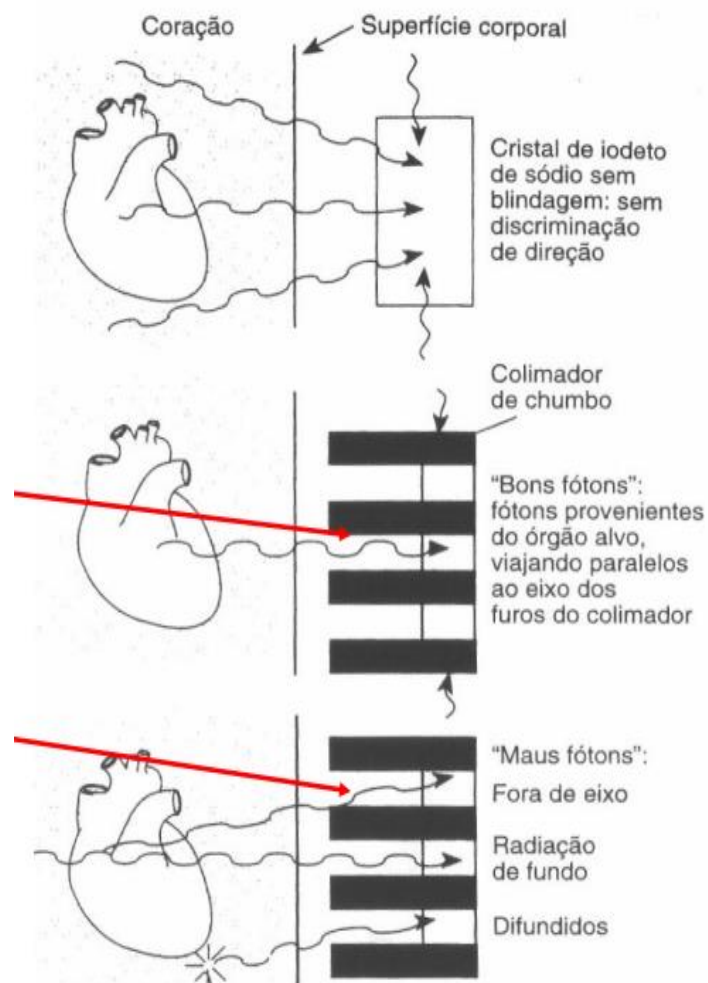 Coração
Superfície corporal
Cristal de iodeto
de sódio sem
blindagem: sem
discriminação
de direção
Colimador
de chumbo
“Bons fótons”:
fótons provenientes
do órgão alvo,
viajando paralelos
ao eixo dos
furos do colimador
“Maus fótons”:
Fora de eixo
Radiação
de fundo
Difundidos